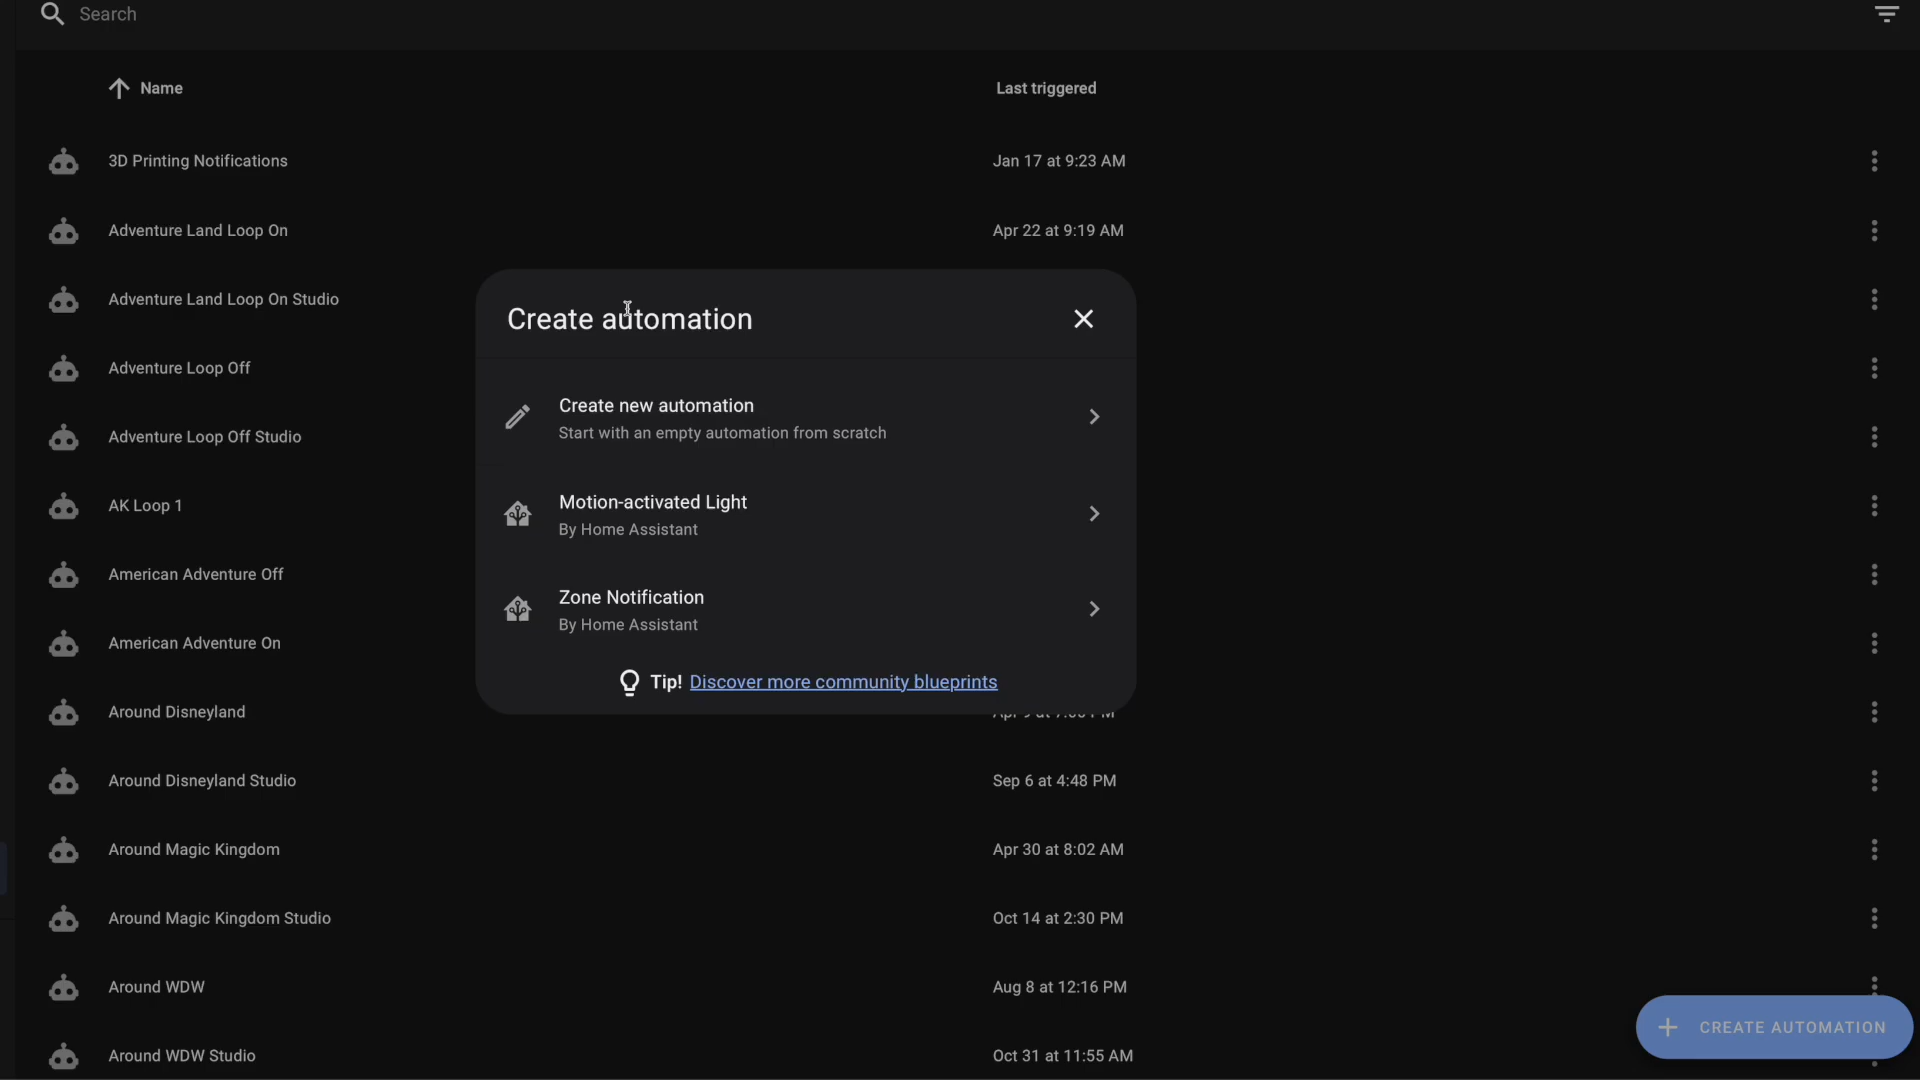 Search
Name
Last triggered
3D Printing Notifications
Jan 17 at 9:23 AM
Adventure Land Loop On
Apr 22 at 9:19 AM
Adventure Land Loop On Studio
Adventure Loop Off
Adventure Loop Off Studio
AK Loop 1
American Adventure Off
American Adventure On
Around Disneyland
Around Disneyland Studio
Sep 6 at 4:48 PM
Around Magic Kingdom
Apr 30 at 8:02 AM
Around Magic Kingdom Studio
Oct 14 at 2:30 PM
Around WDW
Aug 8 at 12:16 PM
Around WDW Studio
Oct 31 at 11:55 AM
Create automation
Create new automation
Start with an empty automation from scratch
Motion-activated Light
By Home Assistant
Zone Notification
By Home Assistant
Tip! Discover more community blueprints
CREATE AUTOMATION